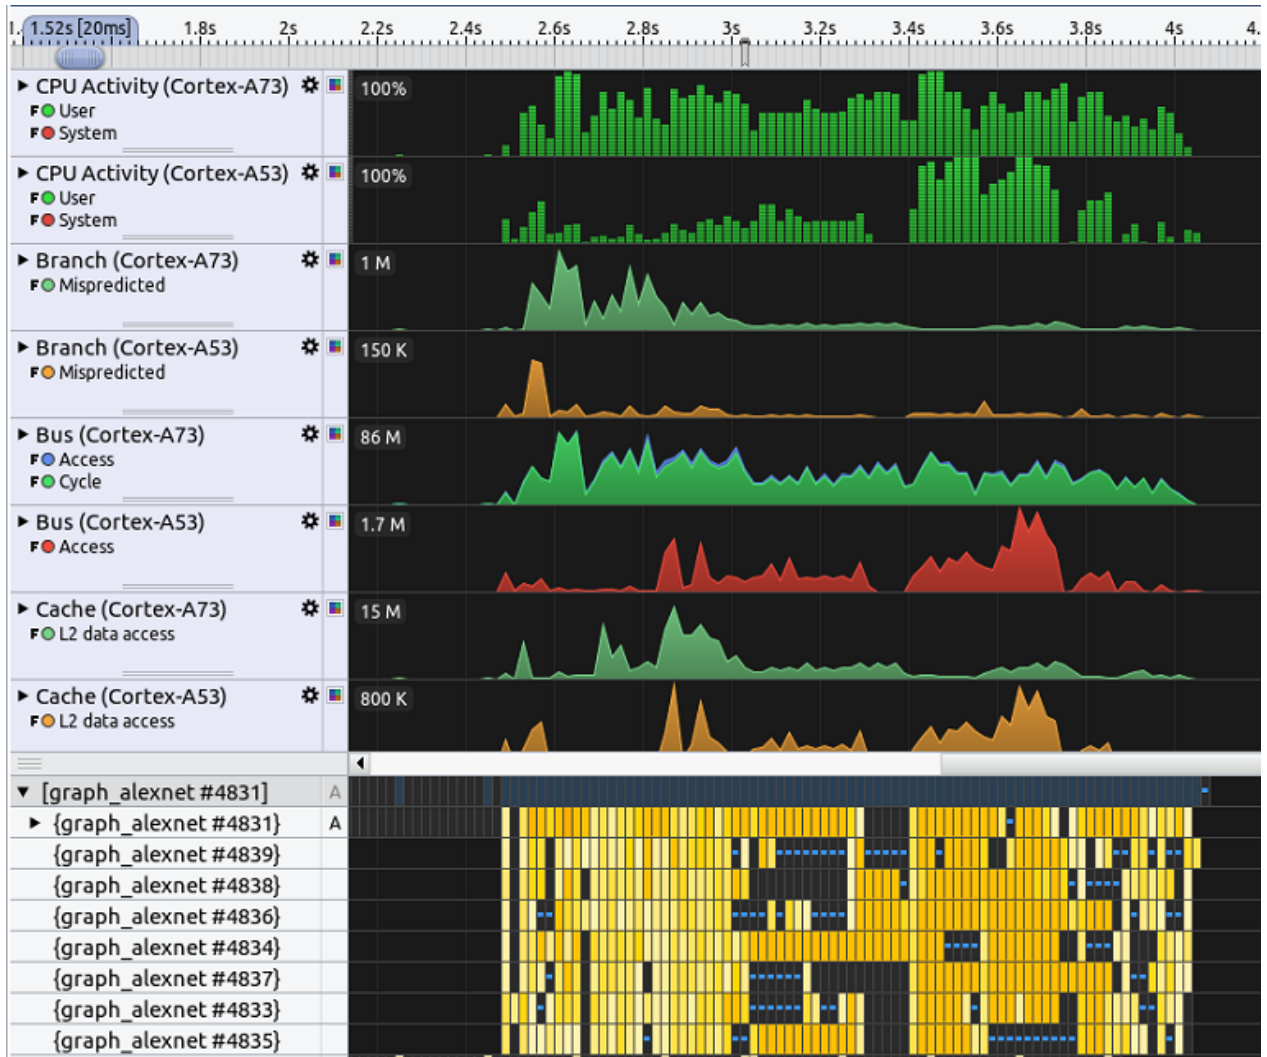 1. 1.52s [20ms] 1.8s 2s 2.2s 2.4s 2.6s 2.8s 3s 3.2s 3.4s 3.6s 3.8s 4s 4.
CPU Activity (Cortex-A73) 100%
F User
F System
CPU Activity (Cortex-A53) 100%
F User
F System
Branch (Cortex-A73) 1 M
F Mispredicted
Branch (Cortex-A53) 150 K
F Mispredicted
Bus (Cortex-A73) 86 M
F Access
F Cycle
Bus (Cortex-A53) 1.7 M
F Access
Cache (Cortex-A73) 15 M
F L2 data access
Cache (Cortex-A53) 800 K
F L2 data access
[graph_alexnet #4831] A
{graph_alexnet #4831} A
{graph_alexnet #4839}
{graph_alexnet #4838}
{graph_alexnet #4836}
{graph_alexnet #4834}
{graph_alexnet #4837}
{graph_alexnet #4833}
{graph_alexnet #4835}